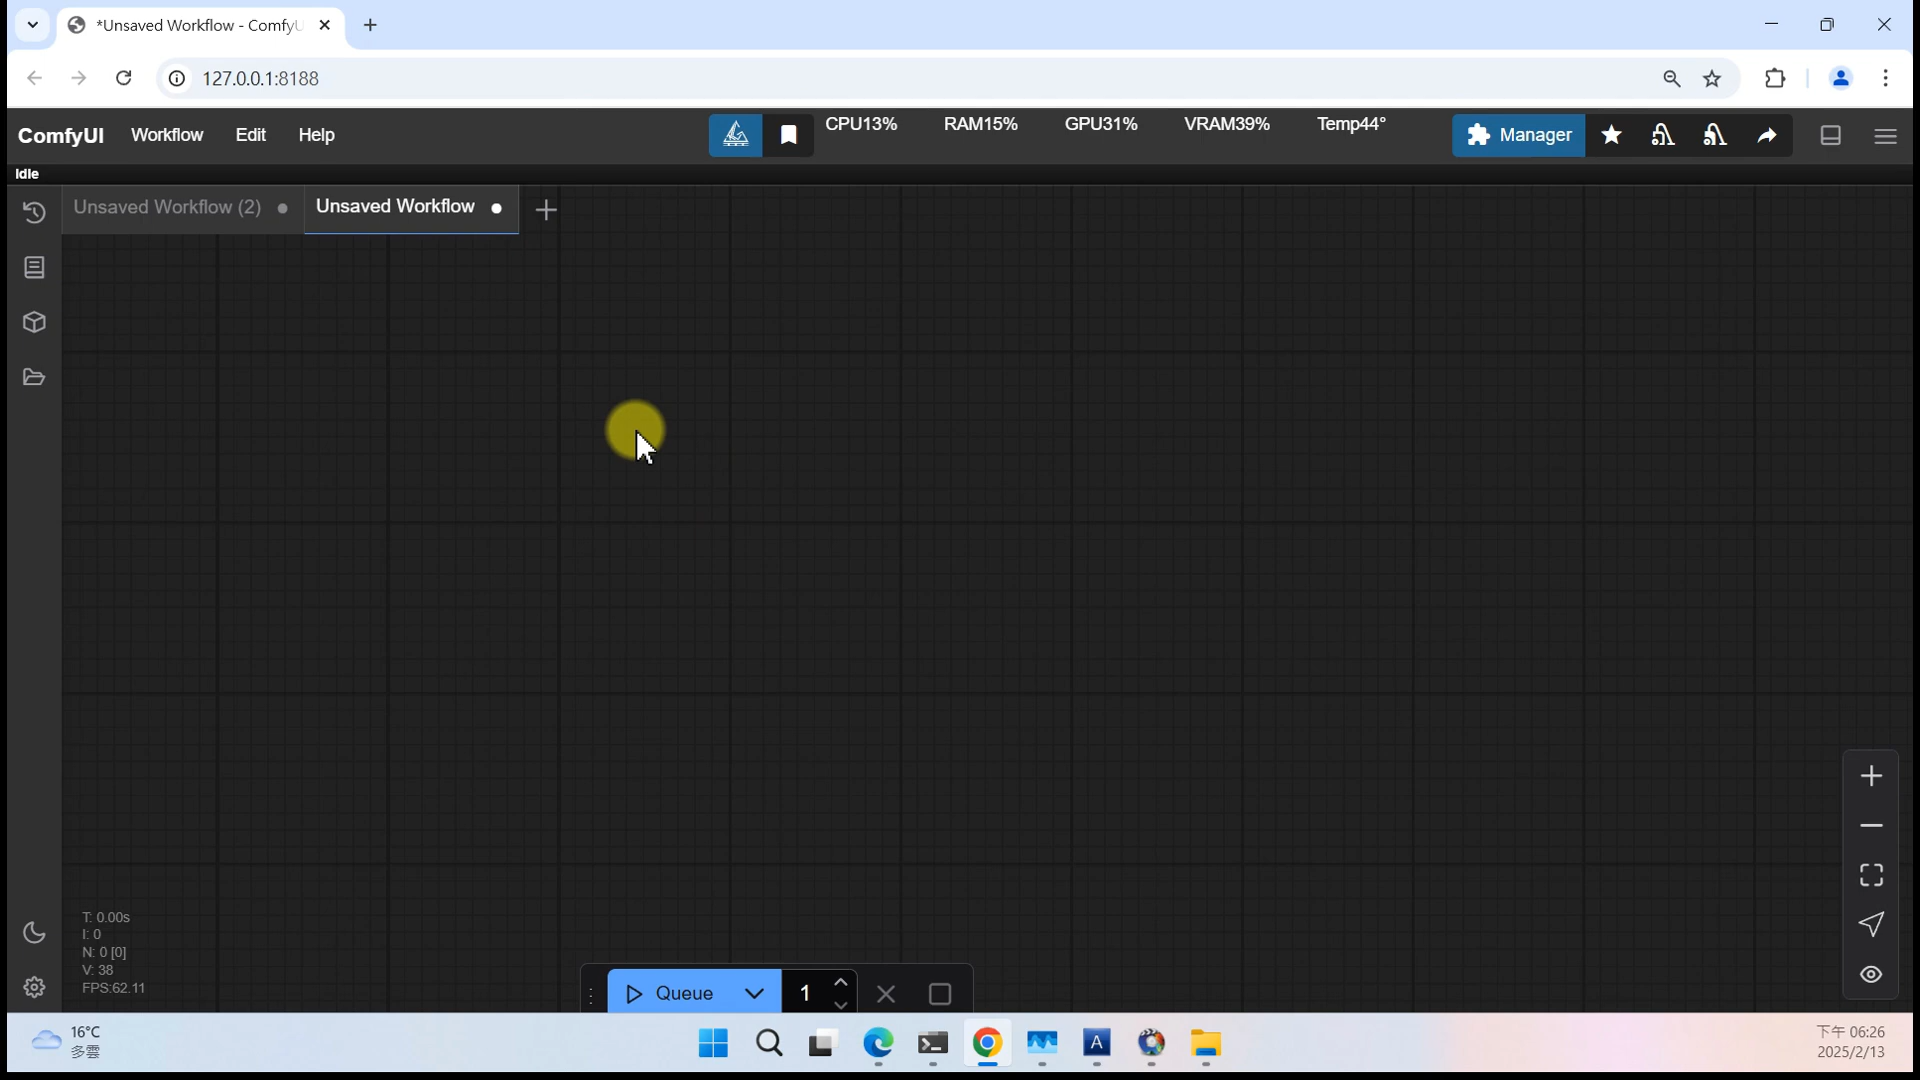 *Unsaved Workflow - ComfyU
127.0.0.1:8188
ComfyUI Workflow Edit Help CPU13% RAM15% GPU31% VRAM39% Temp44° Manager
Idle
Unsaved Workflow (2) Unsaved Workflow
T: 0.00s
I: 0
N: 0 [0]
V: 38
FPS:62.11
Queue 1
16°C
多雲
A
下午 06:26
2025/2/13